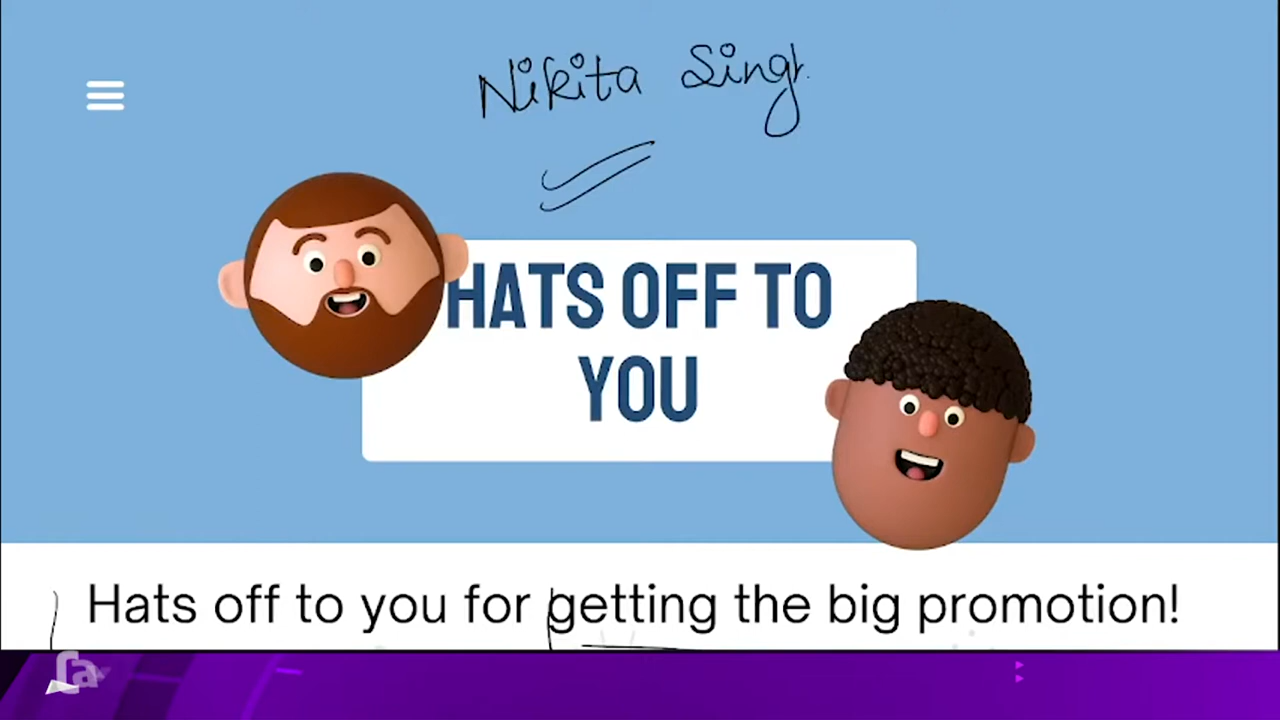 Nikita Singh
HATS OFF TO
YOU
Hats off to you for getting the big promotion!